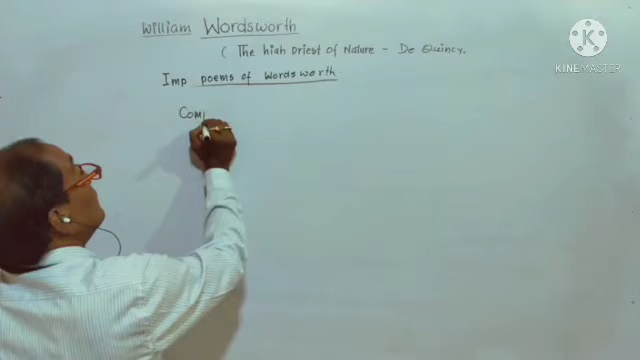 William Wordsworth
( The high Priest of Nature - De Quincy.
Imp poems of Wordsworth
Com
K
KINEMASTER